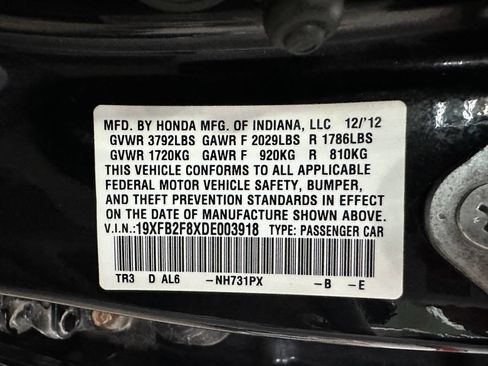 MFD. BY HONDA MFG. OF INDIANA, LLC 12/'12
GVWR 3792LBS GAWR F 2029LBS R 1786LBS
GVWR 1720KG GAWR F 920KG R 810KG
THIS VEHICLE CONFORMS TO ALL APPLICABLE
FEDERAL MOTOR VEHICLE SAFETY, BUMPER,
AND THEFT PREVENTION STANDARDS IN EFFECT
ON THE DATE OF MANUFACTURE SHOWN ABOVE.
V.I.N.: 19XFB2F8XDE003918 TYPE: PASSENGER CAR
TR3 D AL6 -NH731PX -B -E